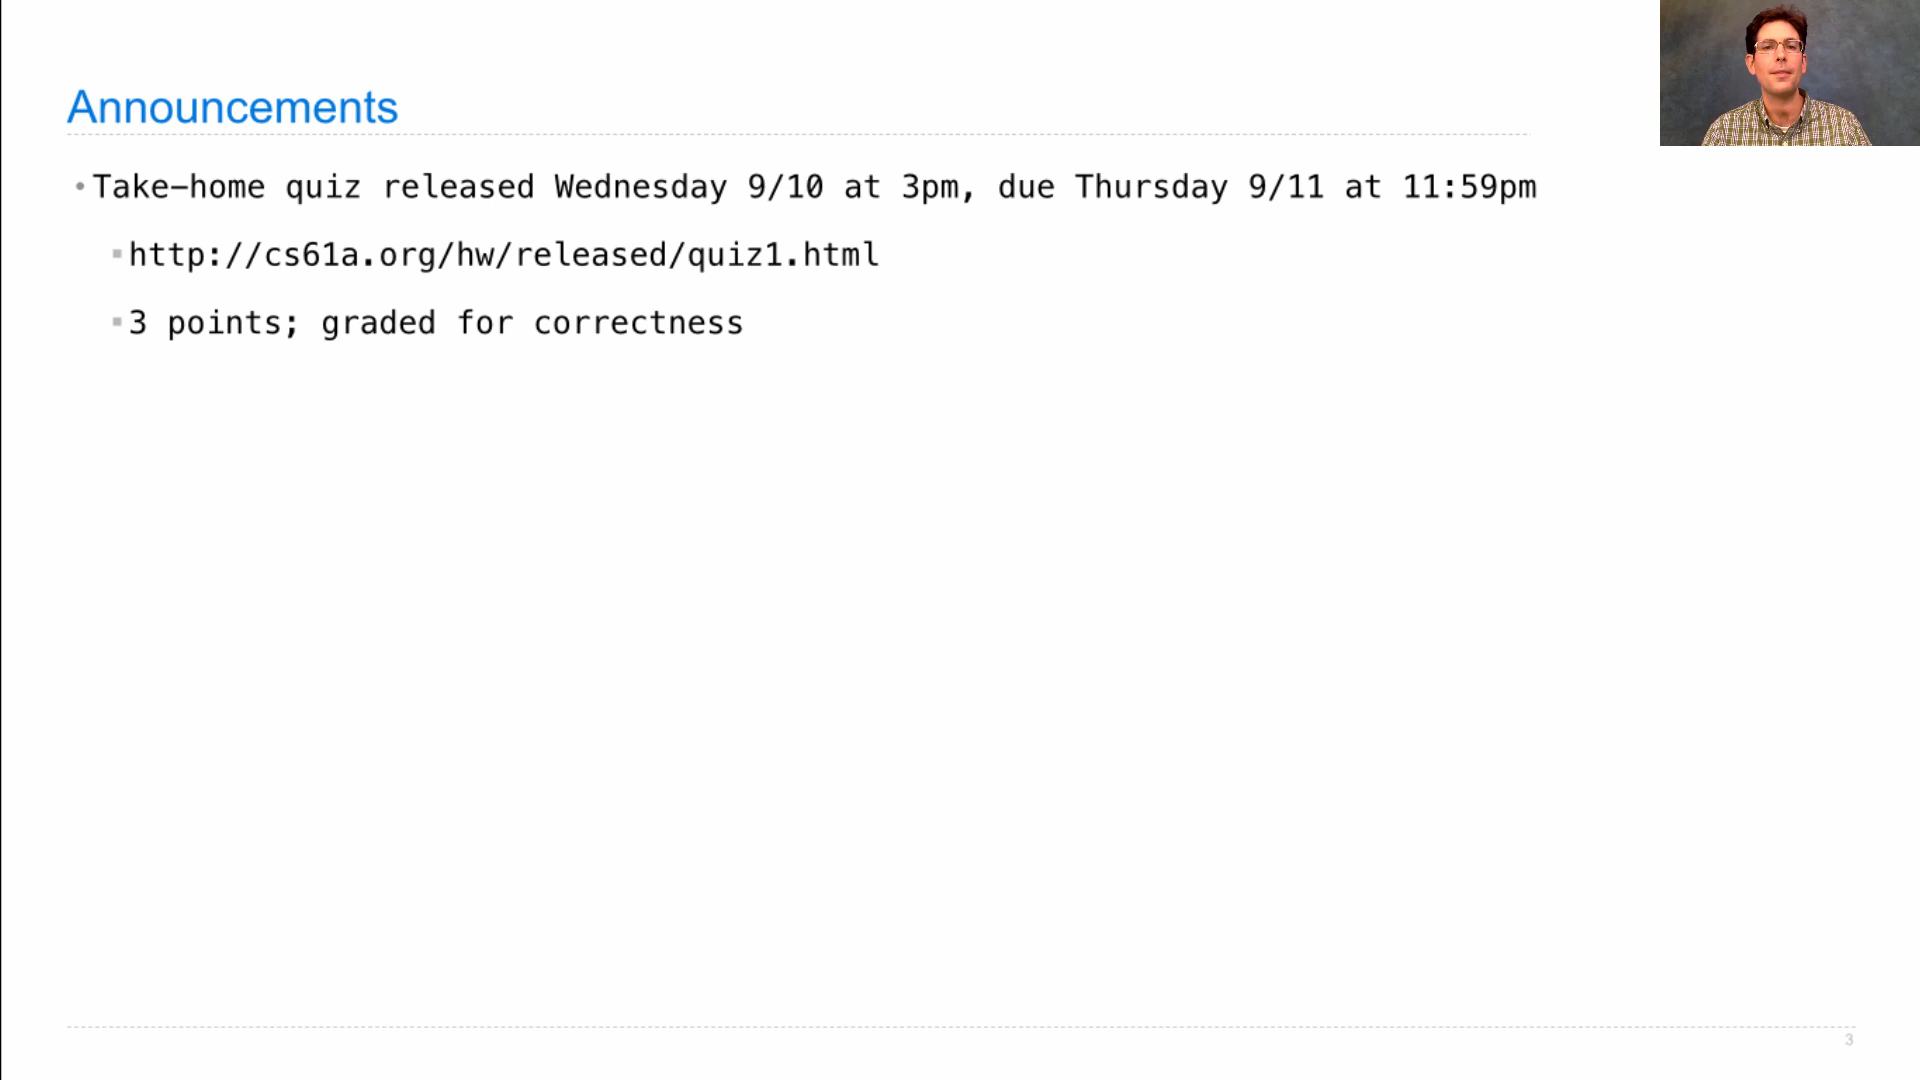 Announcements
•Take-home quiz released Wednesday 9/10 at 3pm, due Thursday 9/11 at 11:59pm
▪http://cs61a.org/hw/released/quiz1.html
▪3 points; graded for correctness
3